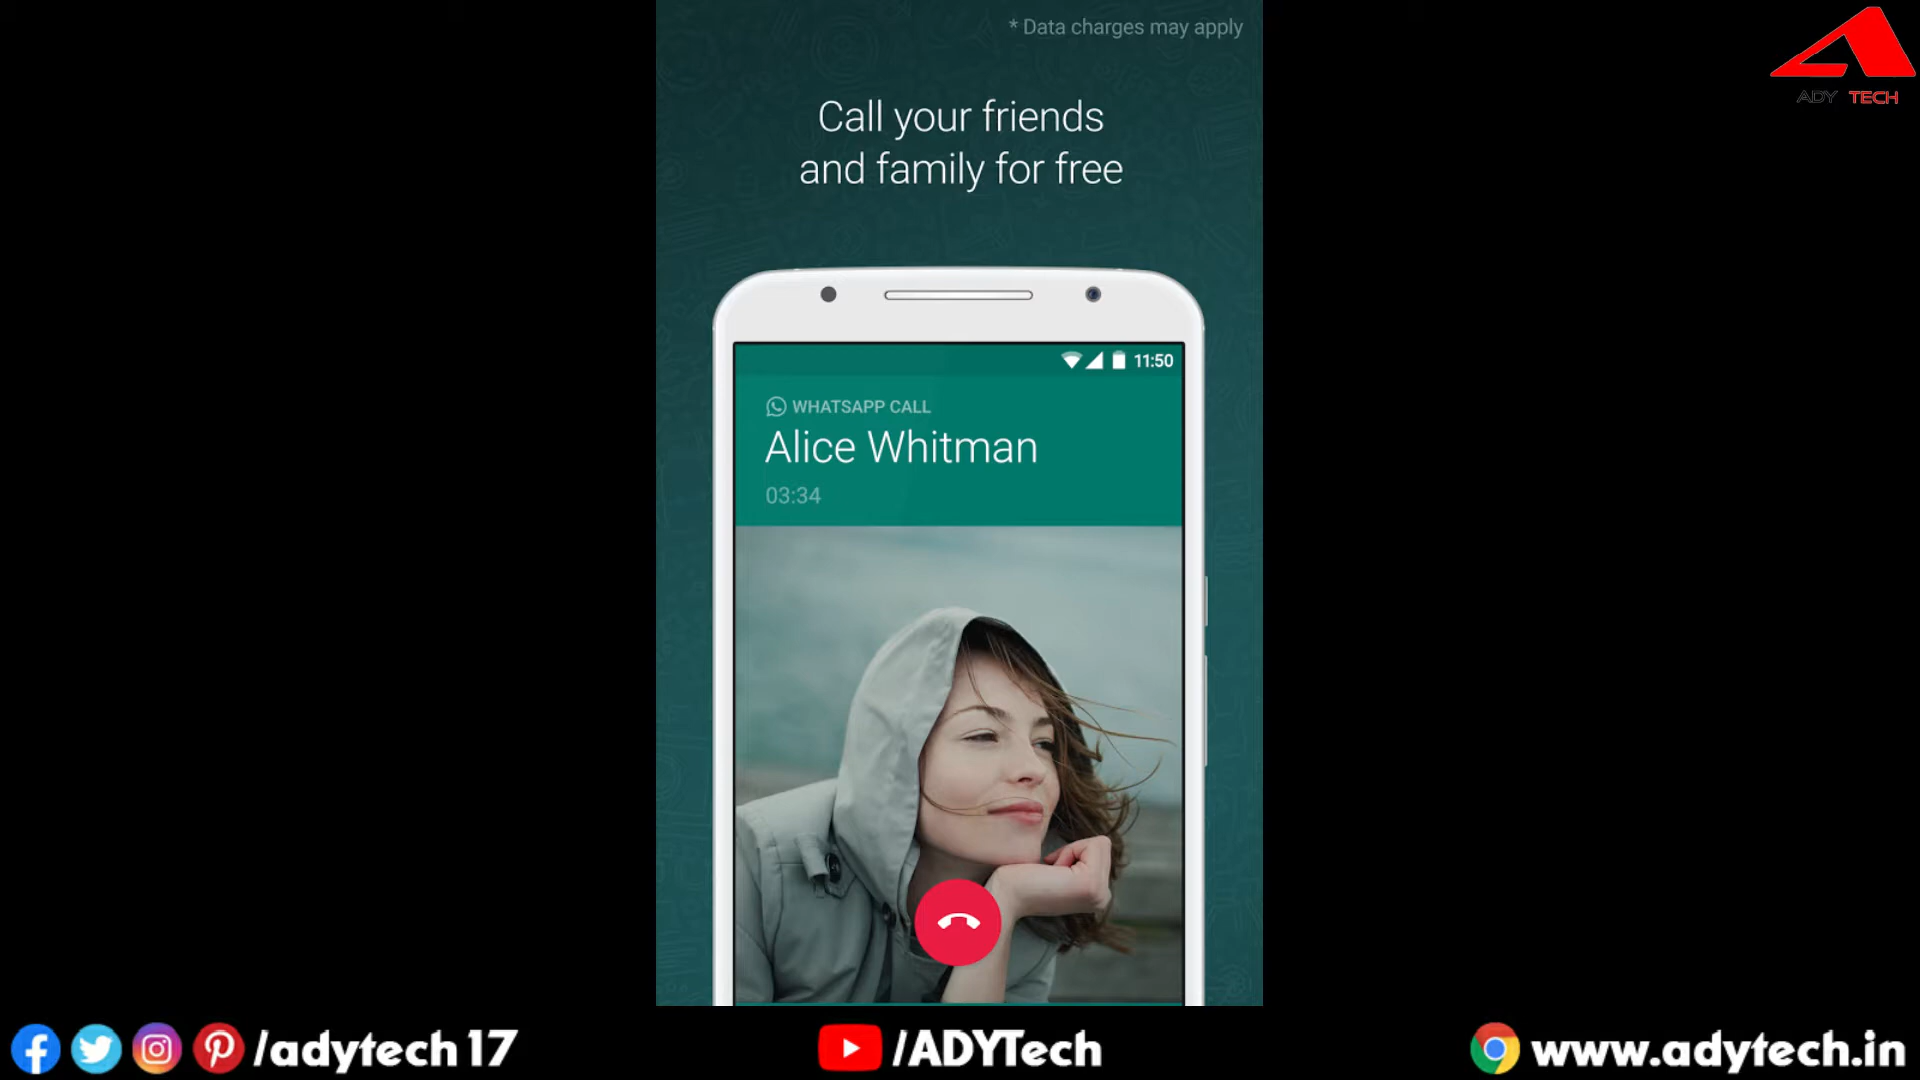 * Data charges may apply
ADY TECH
Call your friends
and family for free
11:50
WHATSAPP CALL
Alice Whitman
03:34
/adytech17
/ADYTech
www.adytech.in